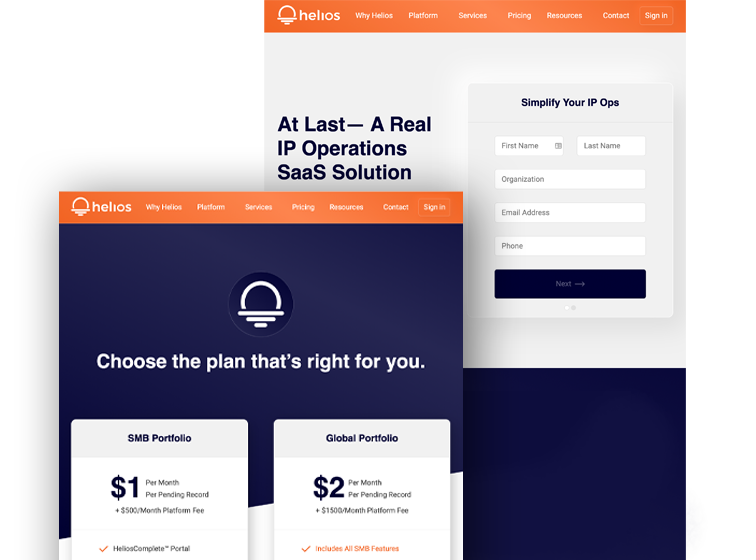 helios Why Helios Platform Services Pricing Resources Contact Sign in
At Last— A Real
IP Operations
SaaS Solution
Simplify Your IP Ops
First Name Last Name
Organization
Email Address
Phone
Next →
helios Why Helios Platform Services Pricing Resources Contact Sign in
Choose the plan that's right for you.
SMB Portfolio
$1 Per Month
Per Pending Record
+ $500/Month Platform Fee
HeliosComplete™ Portal
Global Portfolio
$2 Per Month
Per Pending Record
+ $1500/Month Platform Fee
Includes All SMB Features